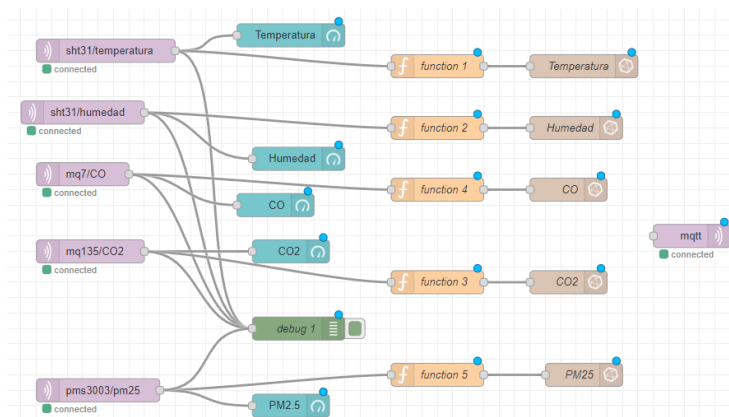 Temperatura
sht31/temperatura
connected
function 1
Temperatura
sht31/humedad
connected
function 2
Humedad
Humedad
mq7/CO
connected
function 4
CO
CO
mqtt
connected
mq135/CO2
connected
CO2
function 3
CO2
debug 1
pms3003/pm25
connected
function 5
PM25
PM2.5